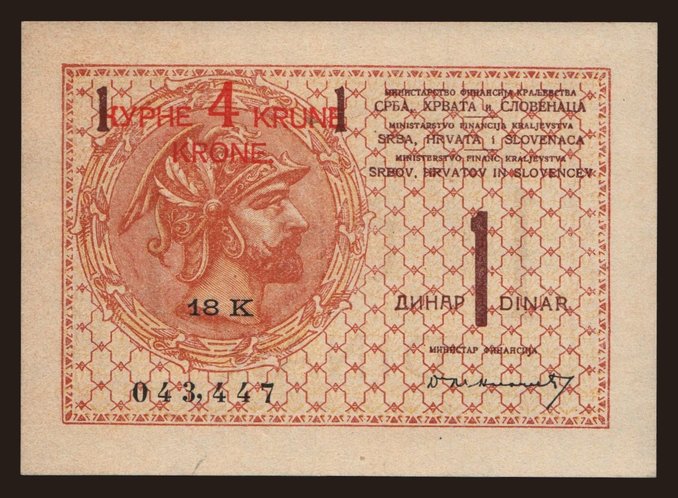 МИНИСТАРСТВО ФИНАНСИЈА КРАЉЕВСТВА
СРБА, ХРВАТА и СЛОВЕНАЦА
MINISTARSTVO FINANCIJA KRALJEVSTVA
SRBA, HRVATA i SLOVENACA
MINISTERSTVO FINANC KRALJEVSTVA
SRBOV, HRVATOV IN SLOVENCEV
1 КУРНЕ 4 KRUNE 1
KRONE.
18 K
ДИНАР 1 DINAR.
МИНИСТАР ФИНАНСИЈА
043,447